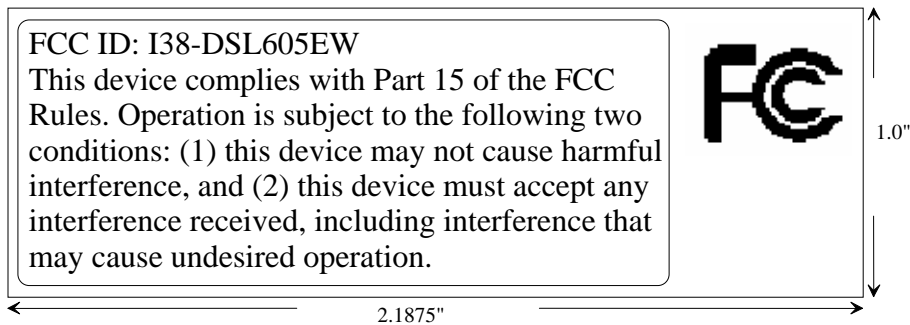 FCC ID: I38-DSL605EW
This device complies with Part 15 of the FCC
Rules. Operation is subject to the following two
conditions: (1) this device may not cause harmful
interference, and (2) this device must accept any
interference received, including interference that
may cause undesired operation.
FCC
1.0"
2.1875"